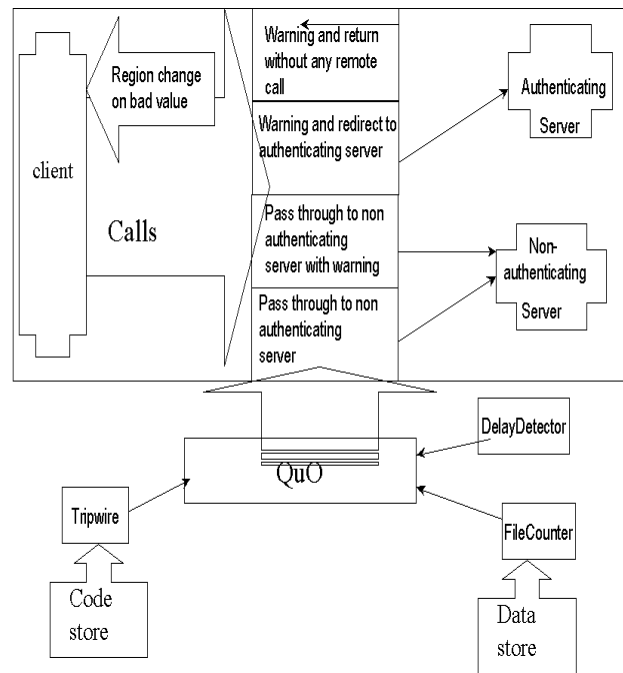 Region change
on bad value
Warning and return
without any remote
call
Authenticating
Server
client
Warning and redirect to
authenticating server
Calls
Pass through to non
authenticating
server with warning
Non-
authenticating
Server
Pass through to non
authenticating
server
DelayDetector
QuO
Tripwire
FileCounter
Code
store
Data
store